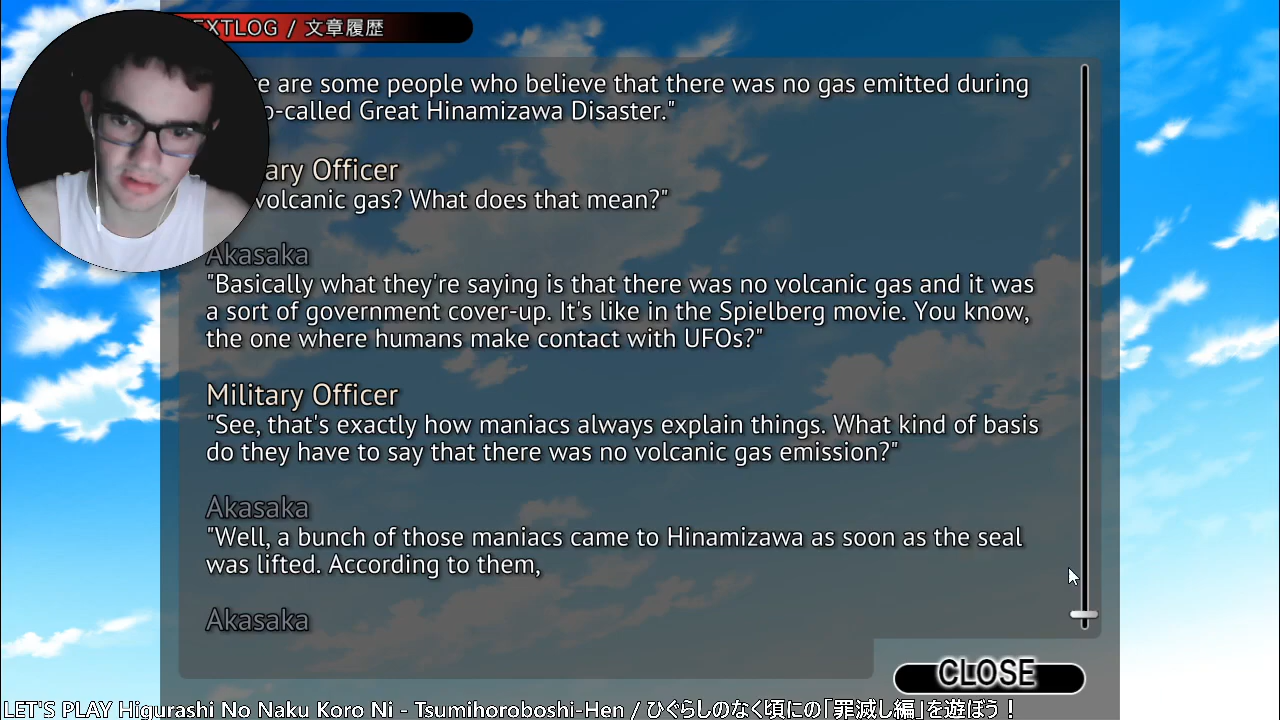 EXTLOG / 文章履歴
re are some people who believe that there was no gas emitted during
o-called Great Hinamizawa Disaster."
ary Officer
volcanic gas? What does that mean?"
Akasaka
"Basically what they're saying is that there was no volcanic gas and it was
a sort of government cover-up. It's like in the Spielberg movie. You know,
the one where humans make contact with UFOs?"
Military Officer
"See, that's exactly how maniacs always explain things. What kind of basis
do they have to say that there was no volcanic gas emission?"
Akasaka
"Well, a bunch of those maniacs came to Hinamizawa as soon as the seal
was lifted. According to them,
Akasaka
CLOSE
LET'S PLAY Higurashi No Naku Koro Ni - Tsumihoroboshi-Hen / ひぐらしのなく頃にの「罪滅し編」を遊ぼう！